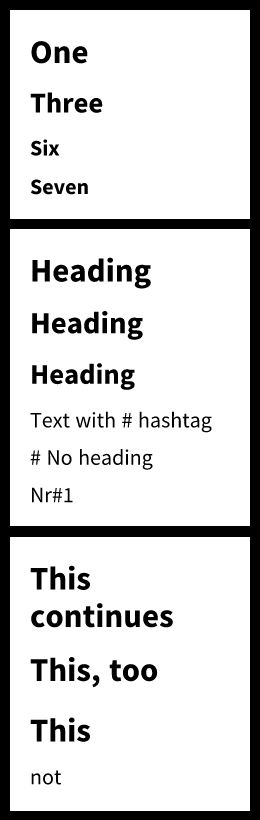 One
Three
Six
Seven
Heading
Heading
Heading
Text with # hashtag
# No heading
Nr#1
This
continues
This, too
This
not